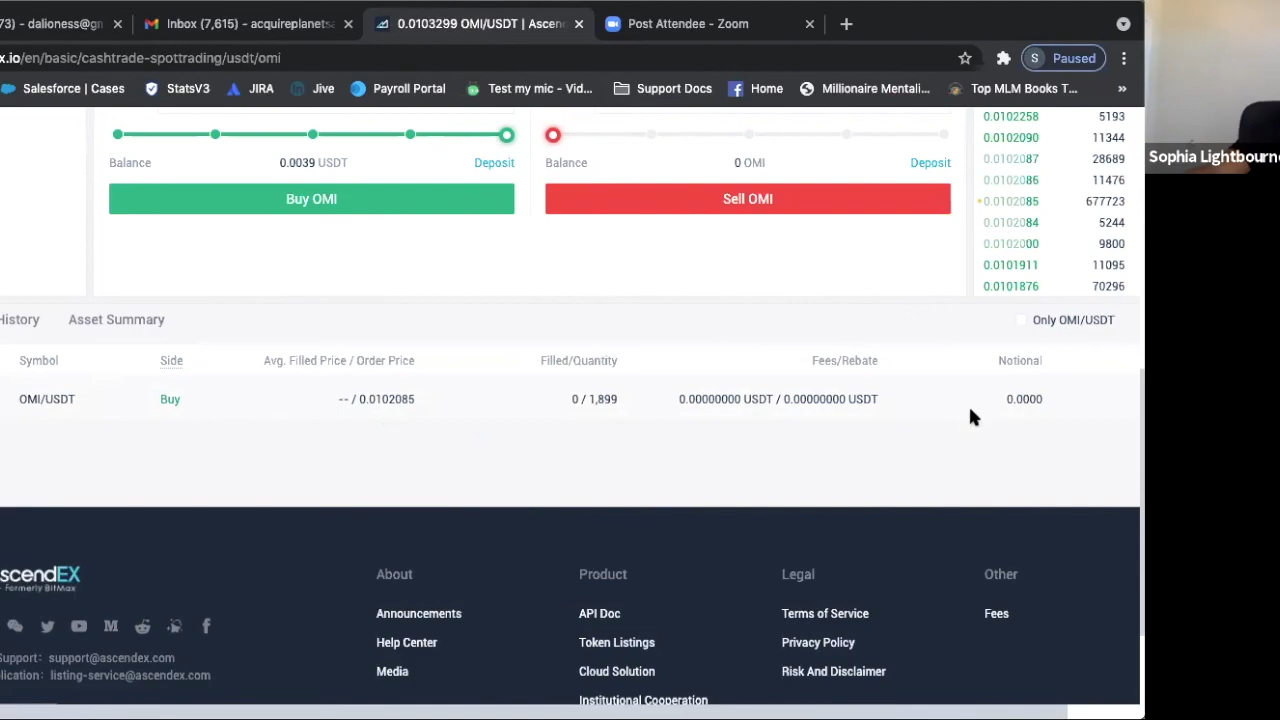 73) - dalioness@gn
Inbox (7,615) - acquireplanets
0.0103299 OMI/USDT | Ascen
Post Attendee - Zoom
x.io/en/basic/cashtrade-spottrading/usdt/omi
S Paused
Salesforce | Cases
StatsV3
JIRA
Jive
Payroll Portal
Test my mic - Vid...
Support Docs
Home
Millionaire Mentali...
Top MLM Books T...
»
Sophia Lightbourne
0.0102258 5193
0.0102090 11344
0.0102087 28689
0.0102086 11476
0.0102085 677723
0.0102084 5244
0.0102000 9800
0.0101911 11095
0.0101876 70296
Balance 0.0039 USDT Deposit
Buy OMI
Balance 0 OMI Deposit
Sell OMI
History Asset Summary Only OMI/USDT
Symbol Side Avg. Filled Price / Order Price Filled/Quantity Fees/Rebate Notional
OMI/USDT Buy -- / 0.0102085 0 / 1,899 0.00000000 USDT / 0.00000000 USDT 0.0000
scendEX
Formerly BitMax
Support: support@ascendex.com
plication: listing-service@ascendex.com
About
Announcements
Help Center
Media
Product
API Doc
Token Listings
Cloud Solution
Institutional Cooperation
Legal
Terms of Service
Privacy Policy
Risk And Disclaimer
Other
Fees